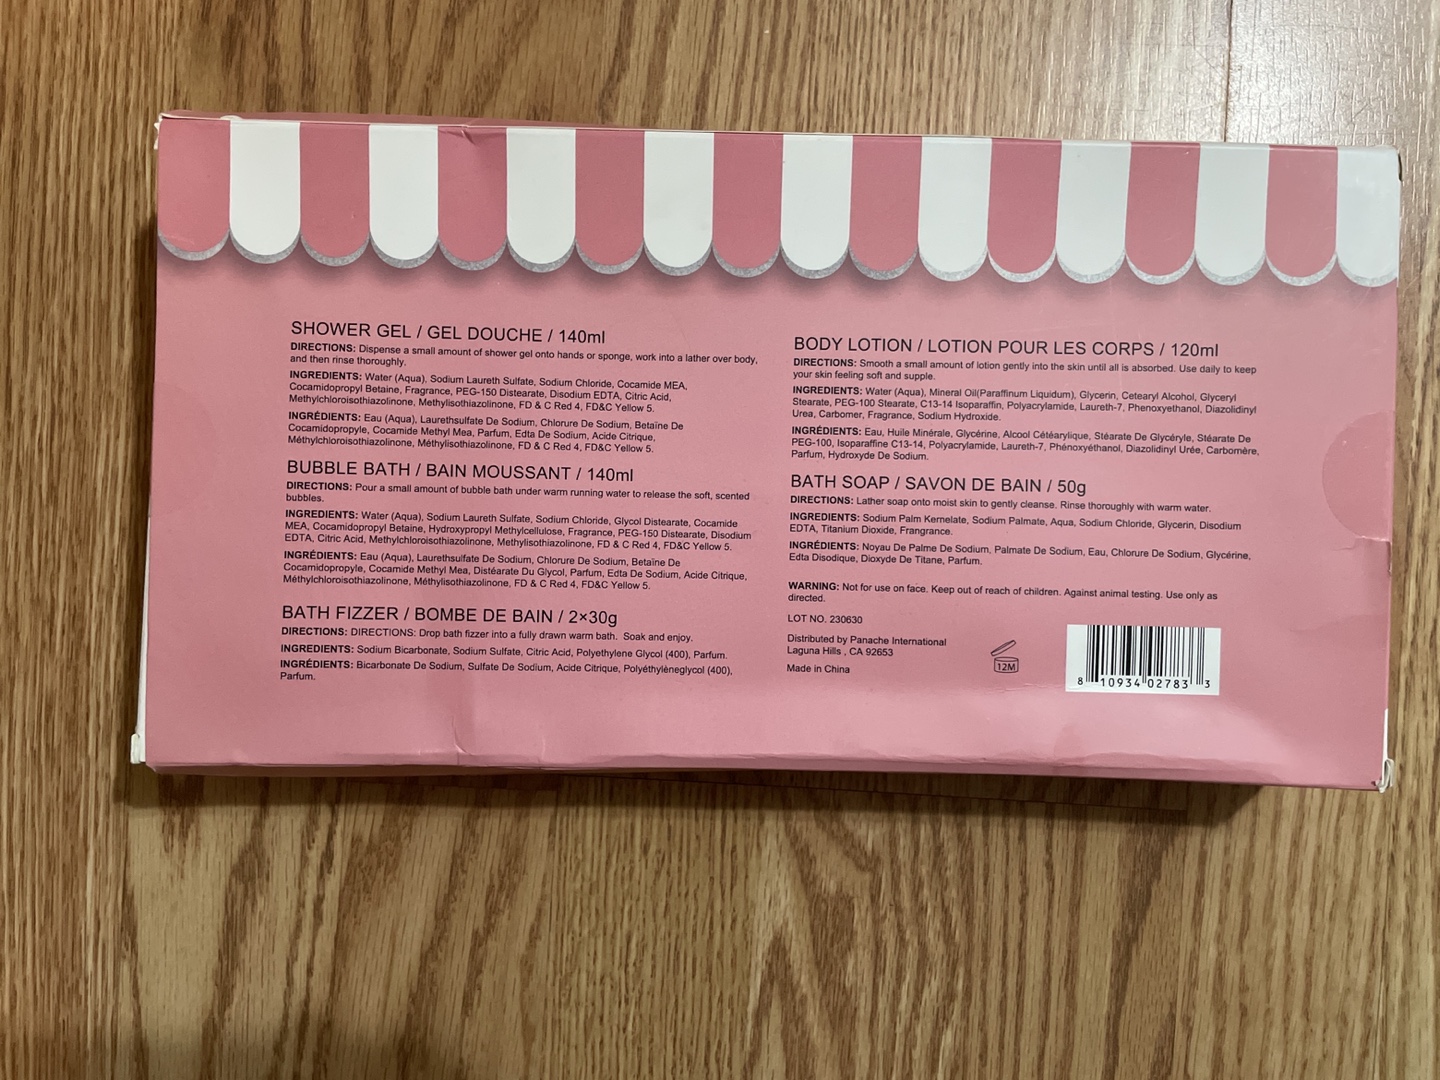 SHOWER GEL / GEL DOUCHE / 140ml
DIRECTIONS: Dispense a small amount of shower gel onto hands or sponge, work into a lather over body,
and then rinse thoroughly.
INGREDIENTS: Water (Aqua), Sodium Laureth Sulfate, Sodium Chloride, Cocamide MEA,
Cocamidopropyl Betaine, Fragrance, PEG-150 Distearate, Disodium EDTA, Citric Acid,
Methylchloroisothiazolinone, Methylisothiazolinone, FD & C Red 4, FD&C Yellow 5.
INGRÉDIENTS: Eau (Aqua), Laurethsulfate De Sodium, Chlorure De Sodium, Betaïne De
Cocamidopropyle, Cocamide Methyl Mea, Parfum, Edta De Sodium, Acide Citrique,
Méthylchloroisothiazolinone, Méthylisothiazolinone, FD & C Red 4, FD&C Yellow 5.
BUBBLE BATH / BAIN MOUSSANT / 140ml
DIRECTIONS: Pour a small amount of bubble bath under warm running water to release the soft, scented
bubbles.
INGREDIENTS: Water (Aqua), Sodium Laureth Sulfate, Sodium Chloride, Glycol Distearate, Cocamide
MEA, Cocamidopropyl Betaine, Hydroxypropyl Methylcellulose, Fragrance, PEG-150 Distearate, Disodium
EDTA, Citric Acid, Methylchloroisothiazolinone, Methylisothiazolinone, FD & C Red 4, FD&C Yellow 5.
INGRÉDIENTS: Eau (Aqua), Laurethsulfate De Sodium, Chlorure De Sodium, Betaïne De
Cocamidopropyle, Cocamide Methyl Mea, Distéarate Du Glycol, Parfum, Edta De Sodium, Acide Citrique,
Méthylchloroisothiazolinone, Méthylisothiazolinone, FD & C Red 4, FD&C Yellow 5.
BATH FIZZER / BOMBE DE BAIN / 2×30g
DIRECTIONS: DIRECTIONS: Drop bath fizzer into a fully drawn warm bath. Soak and enjoy.
INGREDIENTS: Sodium Bicarbonate, Sodium Sulfate, Citric Acid, Polyethylene Glycol (400), Parfum.
INGRÉDIENTS: Bicarbonate De Sodium, Sulfate De Sodium, Acide Citrique, Polyéthylèneglycol (400),
Parfum.
BODY LOTION / LOTION POUR LES CORPS / 120ml
DIRECTIONS: Smooth a small amount of lotion gently into the skin until all is absorbed. Use daily to keep
your skin feeling soft and supple.
INGREDIENTS: Water (Aqua), Mineral Oil(Paraffinum Liquidum), Glycerin, Cetearyl Alcohol, Glyceryl
Stearate, PEG-100 Stearate, C13-14 Isoparaffin, Polyacrylamide, Laureth-7, Phenoxyethanol, Diazolidinyl
Urea, Carbomer, Fragrance, Sodium Hydroxide.
INGRÉDIENTS: Eau, Huile Minérale, Glycérine, Alcool Cétéarylique, Stéarate De Glycéryle, Stéarate De
PEG-100, Isoparaffine C13-14, Polyacrylamide, Laureth-7, Phénoxyéthanol, Diazolidinyl Urée, Carbomère,
Parfum, Hydroxyde De Sodium.
BATH SOAP / SAVON DE BAIN / 50g
DIRECTIONS: Lather soap onto moist skin to gently cleanse. Rinse thoroughly with warm water.
INGREDIENTS: Sodium Palm Kernelate, Sodium Palmate, Aqua, Sodium Chloride, Glycerin, Disodium
EDTA, Titanium Dioxide, Frangrance.
INGRÉDIENTS: Noyau De Palme De Sodium, Palmate De Sodium, Eau, Chlorure De Sodium, Glycérine,
Edta Disodique, Dioxyde De Titane, Parfum.
WARNING: Not for use on face. Keep out of reach of children. Against animal testing. Use only as
directed.
LOT NO. 230630
Distributed by Panache International
Laguna Hills , CA 92653
Made in China
12M
8 10934 02783 3